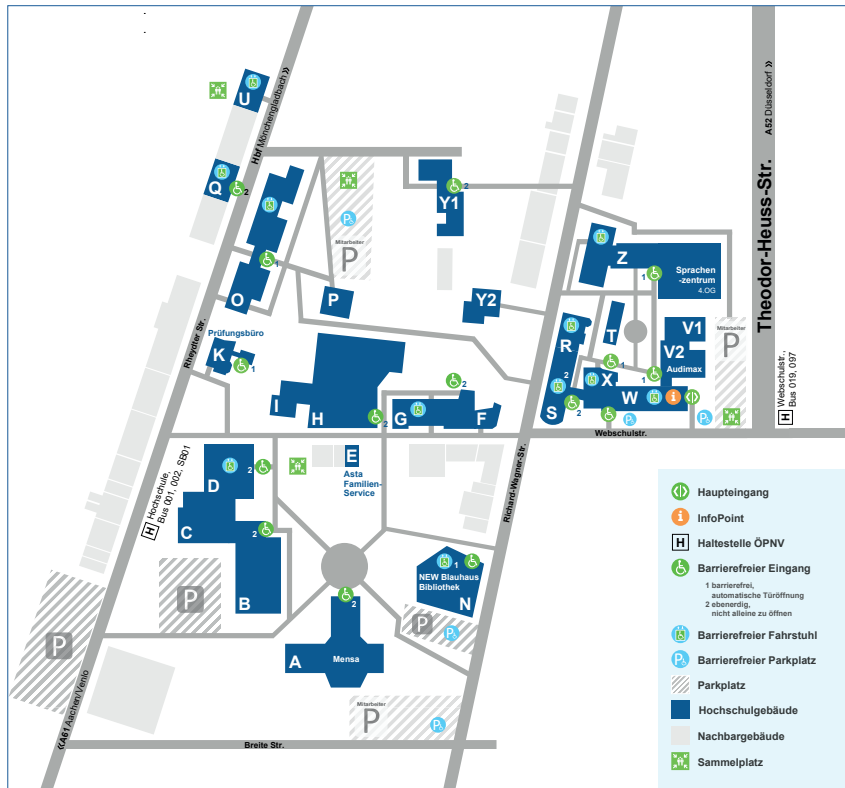 U
Hbf Mönchengladbach »
A52 Düsseldorf »
Theodor-Heuss-Str.
Q
2
Mitarbeiter
P
Y1
2
O
1
P
Y2
Z
Sprachen
-zentrum
4.OG
1
Prüfungsbüro
K
1
Rheydter Str.
T
R
V1
V2
Audimax
Mitarbeiter
P
1
1
X
2
S
2
W
Webschulstr.
H Webschulstr.,
Bus 019, 097
I
H
2
G
2
F
Richard-Wagner-Str.
H Hochschule,
Bus 001, 002, SB01
D
2
E
Asta
Familien-
Service
C
2
B
P
P
1
NEW Blauhaus
Bibliothek
N
P
2
A
Mensa
Mitarbeiter
P
«A61 Aachen/Venlo
Breite Str.
Haupteingang
i InfoPoint
H Haltestelle ÖPNV
Barrierefreier Eingang
1 barrierefrei,
automatische Türöffnung
2 ebenerdig,
nicht alleine zu öffnen
Barrierefreier Fahrstuhl
P Barrierefreier Parkplatz
Parkplatz
Hochschulgebäude
Nachbargebäude
Sammelplatz